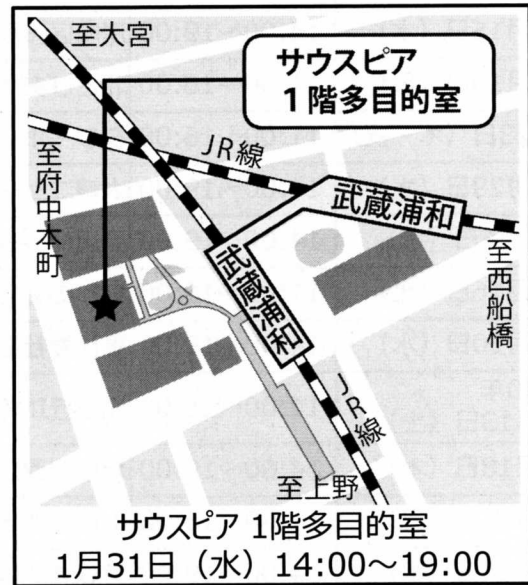 至大宮
サウスピア
1階多目的室
JR線
至府中本町
武蔵浦和
至西船橋
武蔵浦和
JR線
至上野
サウスピア 1階多目的室
1月31日（水）14:00～19:00